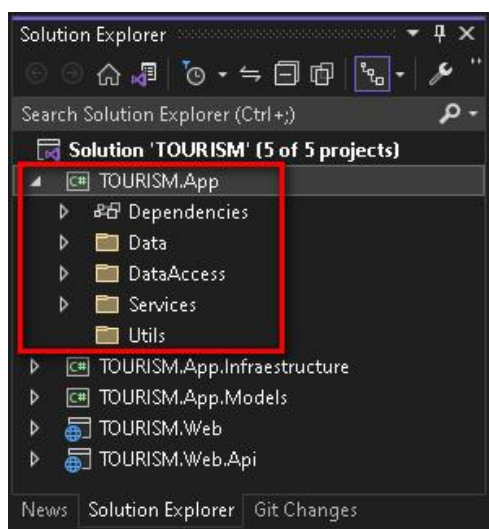 Solution Explorer
Search Solution Explorer (Ctrl+;)
Solution 'TOURISM' (5 of 5 projects)
C# TOURISM.App
Dependencies
Data
DataAccess
Services
Utils
C# TOURISM.App.Infraestructure
C# TOURISM.App.Models
TOURISM.Web
TOURISM.Web.Api
News Solution Explorer Git Changes